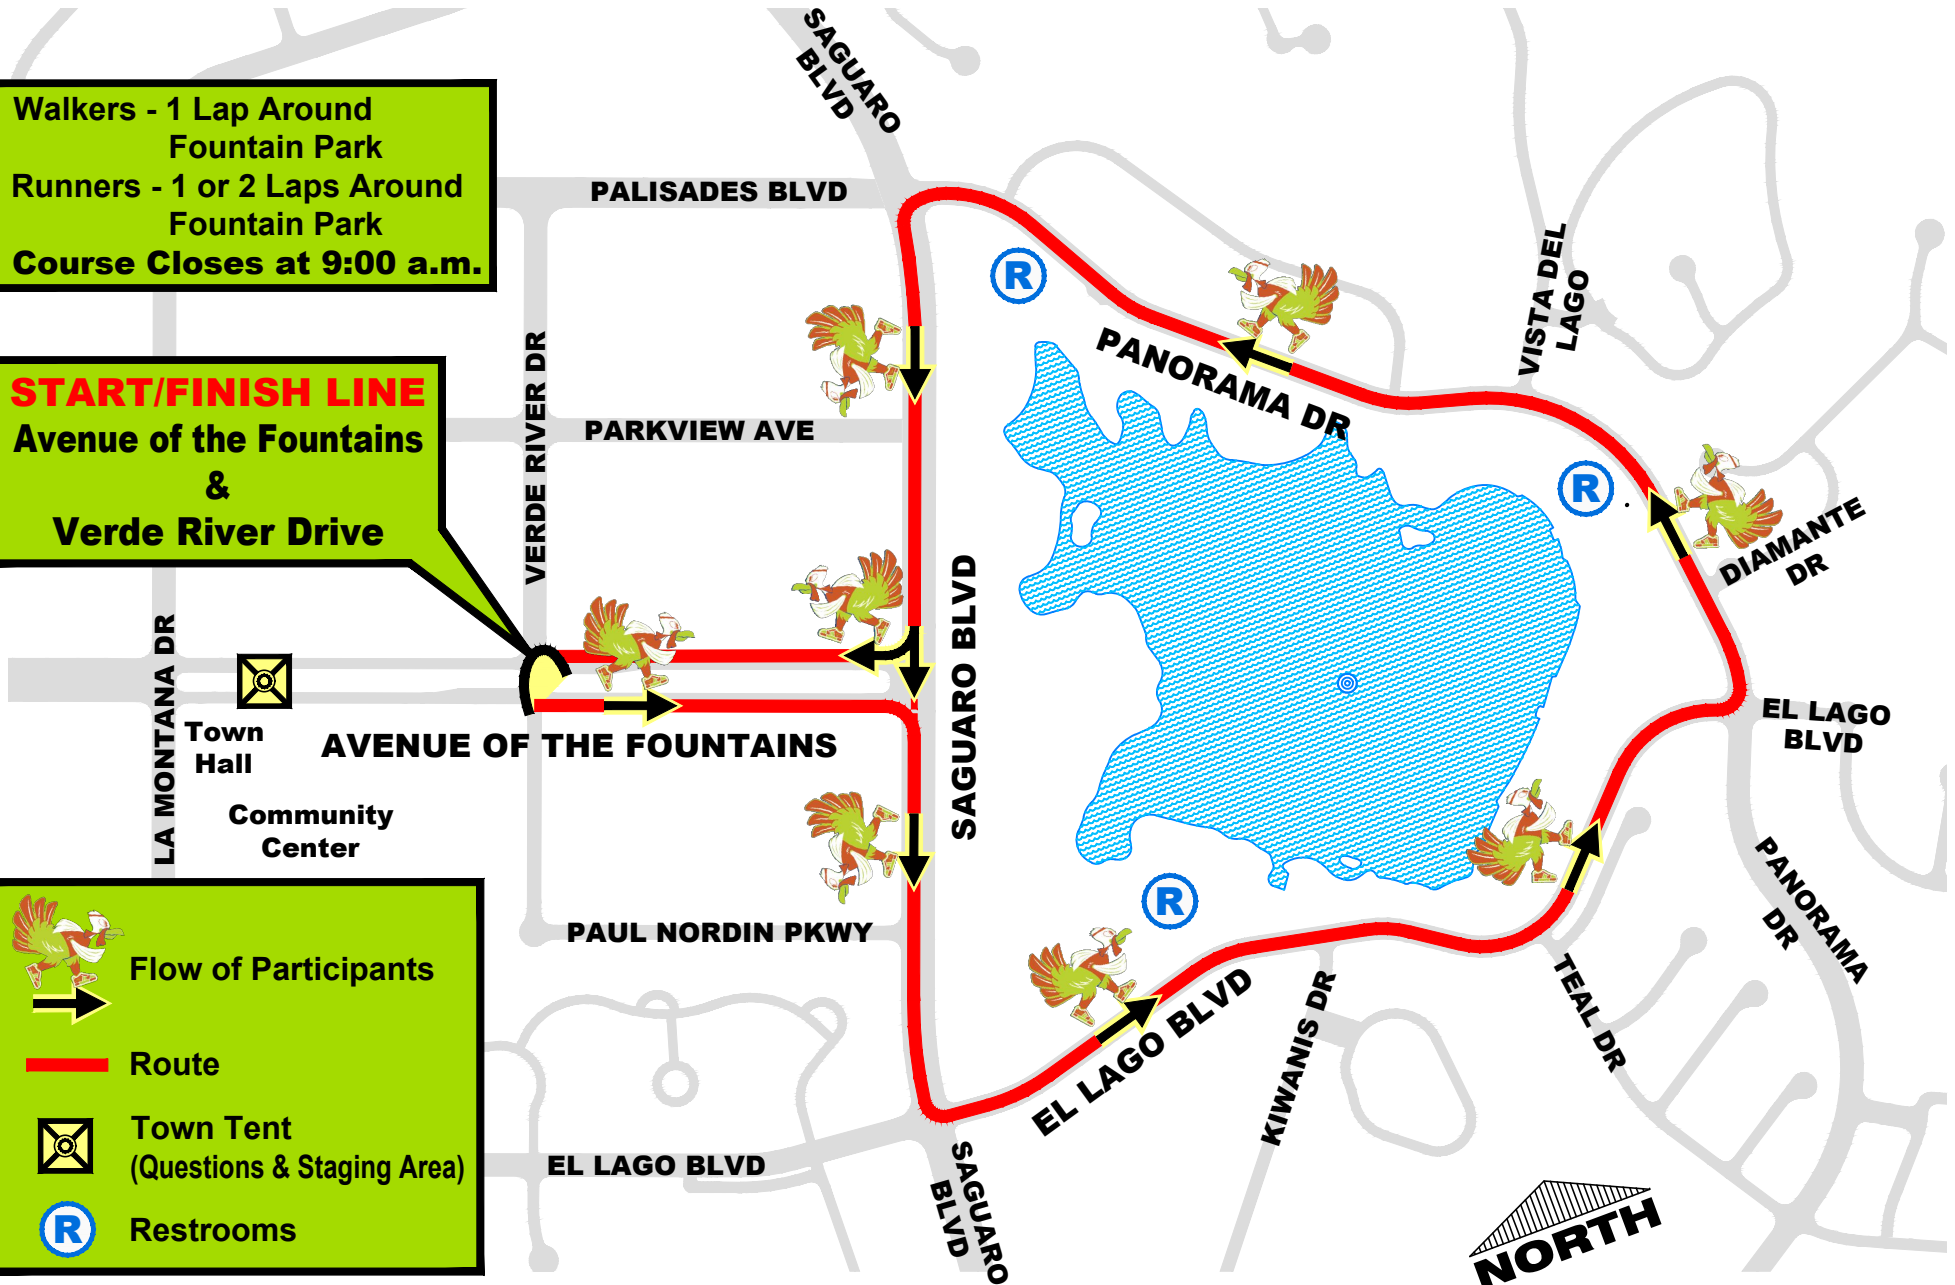 SAGUARO
BLVD
Walkers - 1 Lap Around
Fountain Park
Runners - 1 or 2 Laps Around
Fountain Park
Course Closes at 9:00 a.m.
PALISADES BLVD
R
VISTA DEL
LAGO
PANORAMA DR
START/FINISH LINE
Avenue of the Fountains
&
Verde River Drive
VERDE RIVER DR
PARKVIEW AVE
R
DIAMANTE
DR
SAGUARO BLVD
LA MONTANA DR
Town
Hall
AVENUE OF THE FOUNTAINS
EL LAGO
BLVD
Community
Center
PANORAMA
DR
R
PAUL NORDIN PKWY
EL LAGO BLVD
KIWANIS DR
TEAL DR
Flow of Participants
Route
Town Tent
(Questions & Staging Area)
R
Restrooms
EL LAGO BLVD
SAGUARO
BLVD
NORTH